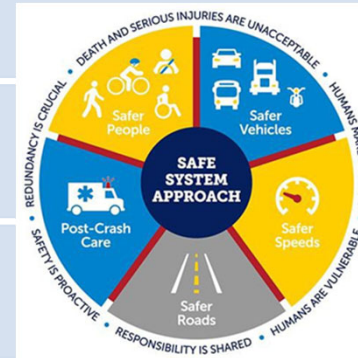 DEATH AND SERIOUS INJURIES ARE UNACCEPTABLE
HUMANS
HUMANS ARE VULNERABLE
RESPONSIBILITY IS SHARED
SAFETY IS PROACTIVE
REDUNDANCY IS CRUCIAL
Safer
People
Safer
Vehicles
SAFE
SYSTEM
APPROACH
Post-Crash
Care
Safer
Speeds
Safer
Roads